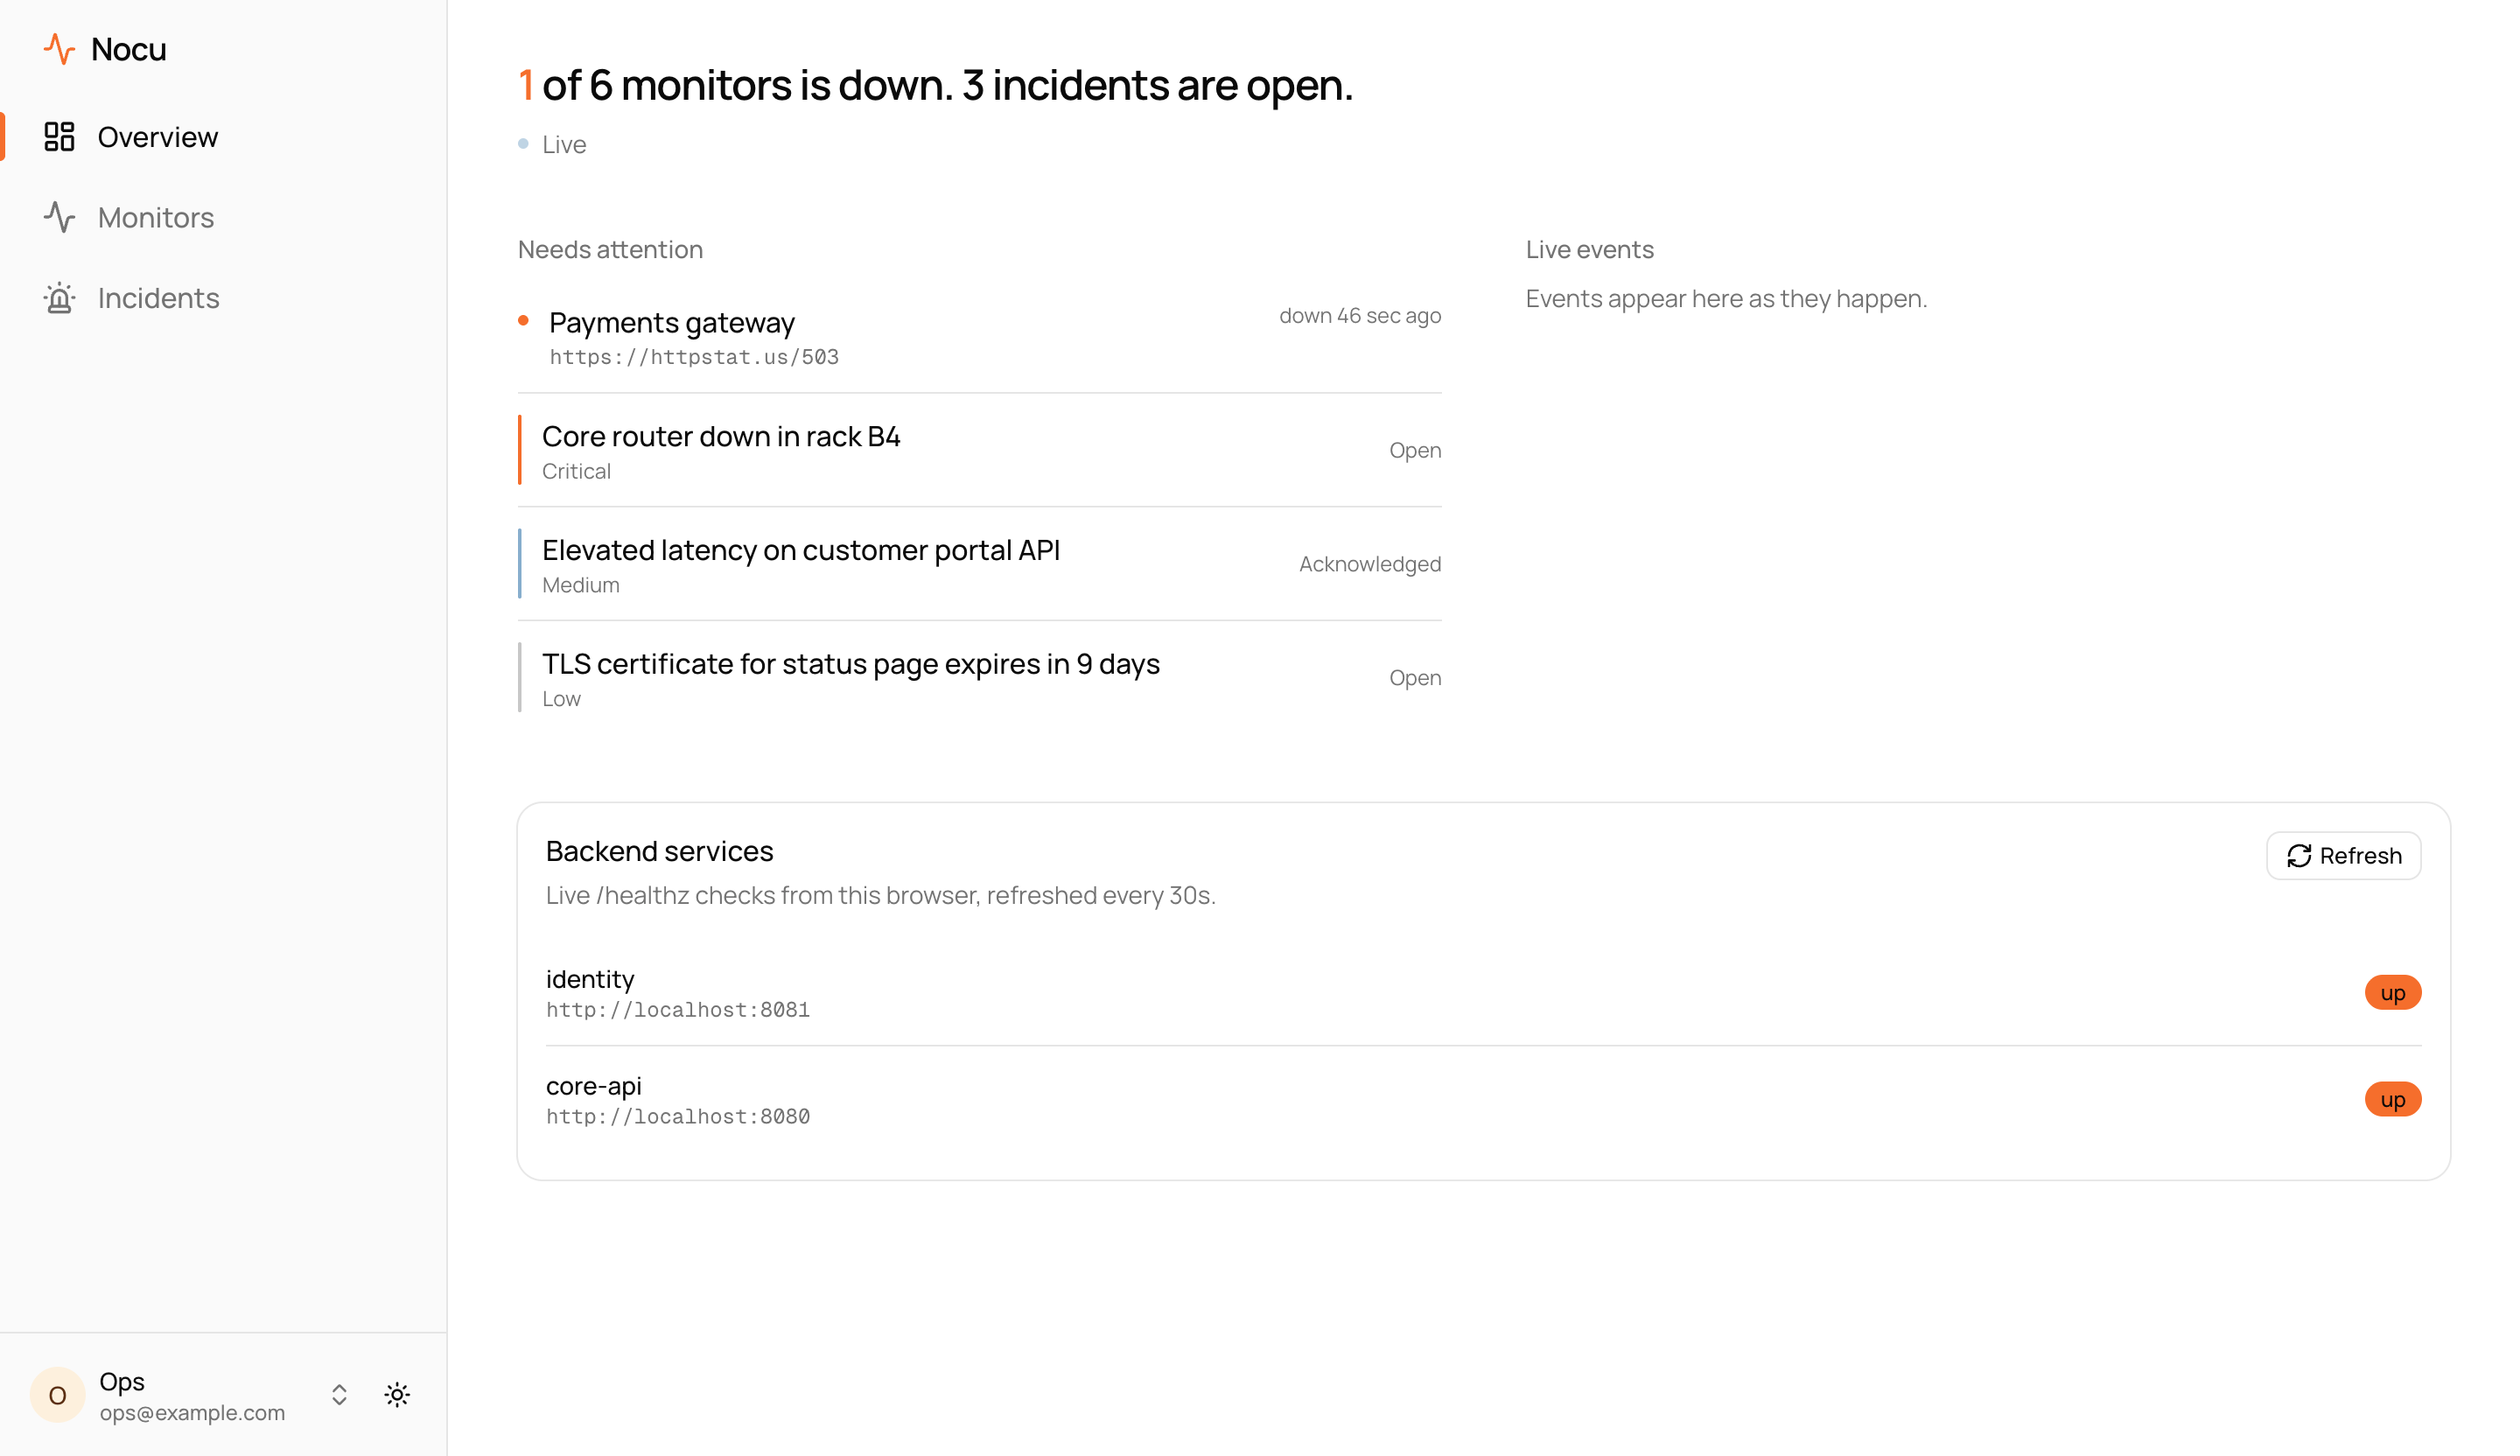 Nocu
Overview
Monitors
Incidents
1 of 6 monitors is down. 3 incidents are open.
Live
Needs attention
Payments gateway
down 46 sec ago
https://httpstat.us/503
Core router down in rack B4
Critical
Open
Elevated latency on customer portal API
Medium
Acknowledged
TLS certificate for status page expires in 9 days
Low
Open
Live events
Events appear here as they happen.
Backend services
Refresh
Live /healthz checks from this browser, refreshed every 30s.
identity
http://localhost:8081
up
core-api
http://localhost:8080
up
O
Ops
ops@example.com